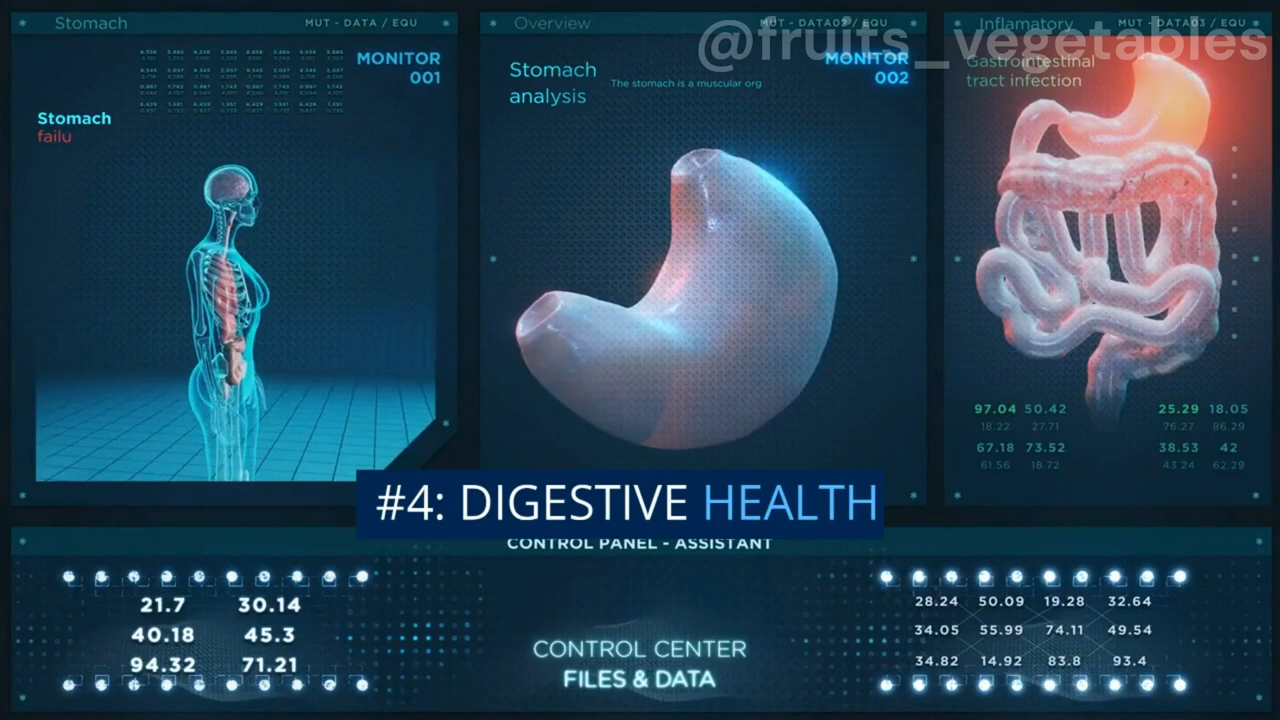 Stomach
MUT - DATA / EQU
MONITOR
001
Stomach
failu
Overview
MUT - DATA02 / EQU
MONITOR
002
Stomach
analysis
The stomach is a muscular org
Inflamatory
MUT - DATA03 / EQU
@fruits_vegetables
Gastrointestinal
tract infection
97.04 50.42
18.22 27.71
67.18 73.52
61.56 18.72
25.29 18.05
76.27 86.29
38.53 42
43.24 62.29
#4: DIGESTIVE HEALTH
CONTROL PANEL - ASSISTANT
21.7 30.14
40.18 45.3
94.32 71.21
CONTROL CENTER
FILES & DATA
28.24 50.09 19.28 32.64
34.05 55.99 74.11 49.54
34.82 14.92 83.8 93.4